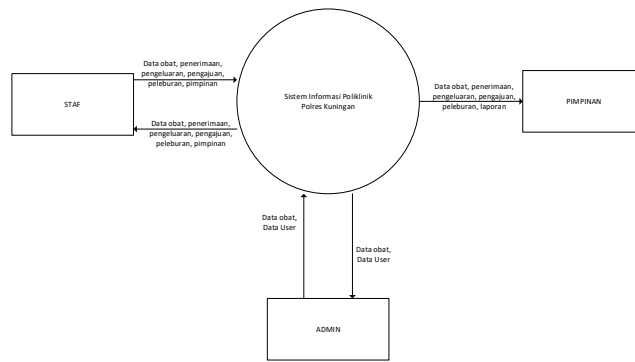 Data obat, penerimaan,
pengeluaran, pengajuan,
peleburan, pimpinan
STAF
Data obat, penerimaan,
pengeluaran, pengajuan,
peleburan, pimpinan
Sistem Informasi Poliklinik
Polres Kuningan
Data obat, penerimaan,
pengeluaran, pengajuan,
peleburan, laporan
PIMPINAN
Data obat,
Data User
Data obat,
Data User
ADMIN